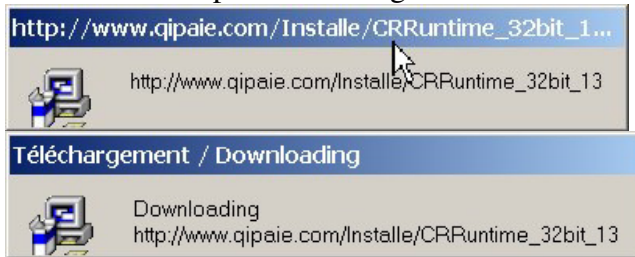 http://www.qipaie.com/Installe/CRRuntime_32bit_1...
http://www.qipaie.com/Installe/CRRuntime_32bit_13
Téléchargement / Downloading
Downloading
http://www.qipaie.com/Installe/CRRuntime_32bit_13